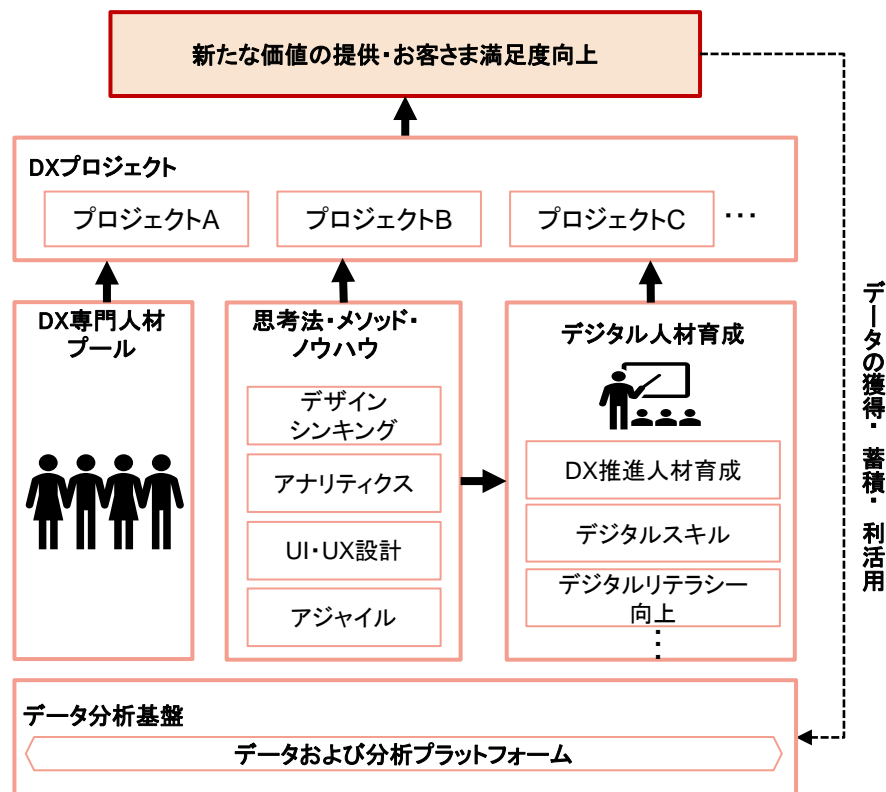 新たな価値の提供・お客さま満足度向上
DXプロジェクト
プロジェクトA
プロジェクトB
プロジェクトC
…
DX専門人材
プール
思考法・メソッド・
ノウハウ
デザイン
シンキング
アナリティクス
UI・UX設計
アジャイル
デジタル人材育成
DX推進人材育成
デジタルスキル
デジタルリテラシー
向上
…
データの獲得・蓄積・利活用
データ分析基盤
データおよび分析プラットフォーム